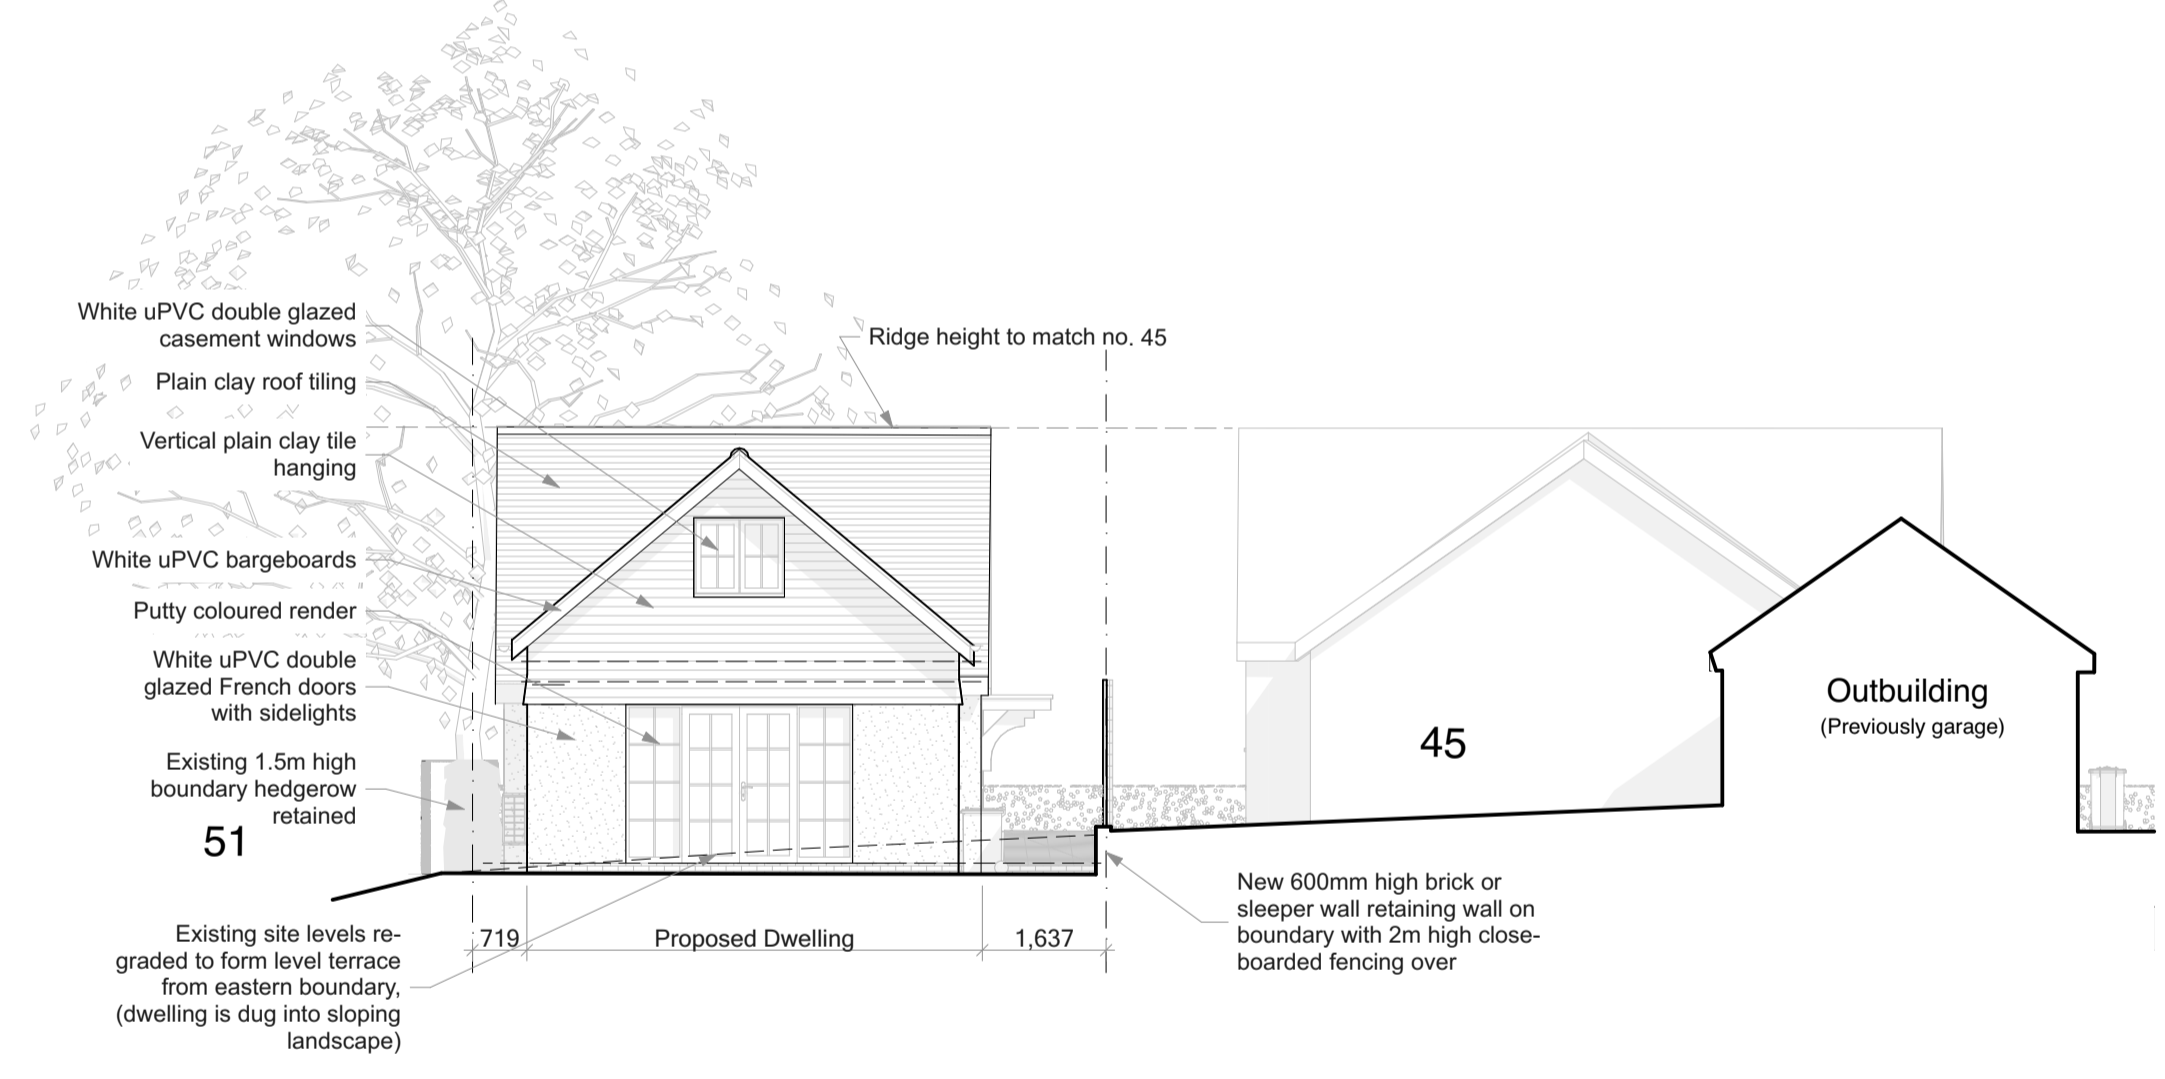 White uPVC double glazed
casement windows
Plain clay roof tiling
Vertical plain clay tile
hanging
White uPVC bargeboards
Putty coloured render
White uPVC double
glazed French doors
with sidelights
Existing 1.5m high
boundary hedgerow
retained
51
Existing site levels re-
graded to form level terrace
from eastern boundary,
(dwelling is dug into sloping
landscape)
Ridge height to match no. 45
719
Proposed Dwelling
1,637
45
Outbuilding
(Previously garage)
New 600mm high brick or
sleeper wall retaining wall on
boundary with 2m high close-
boarded fencing over